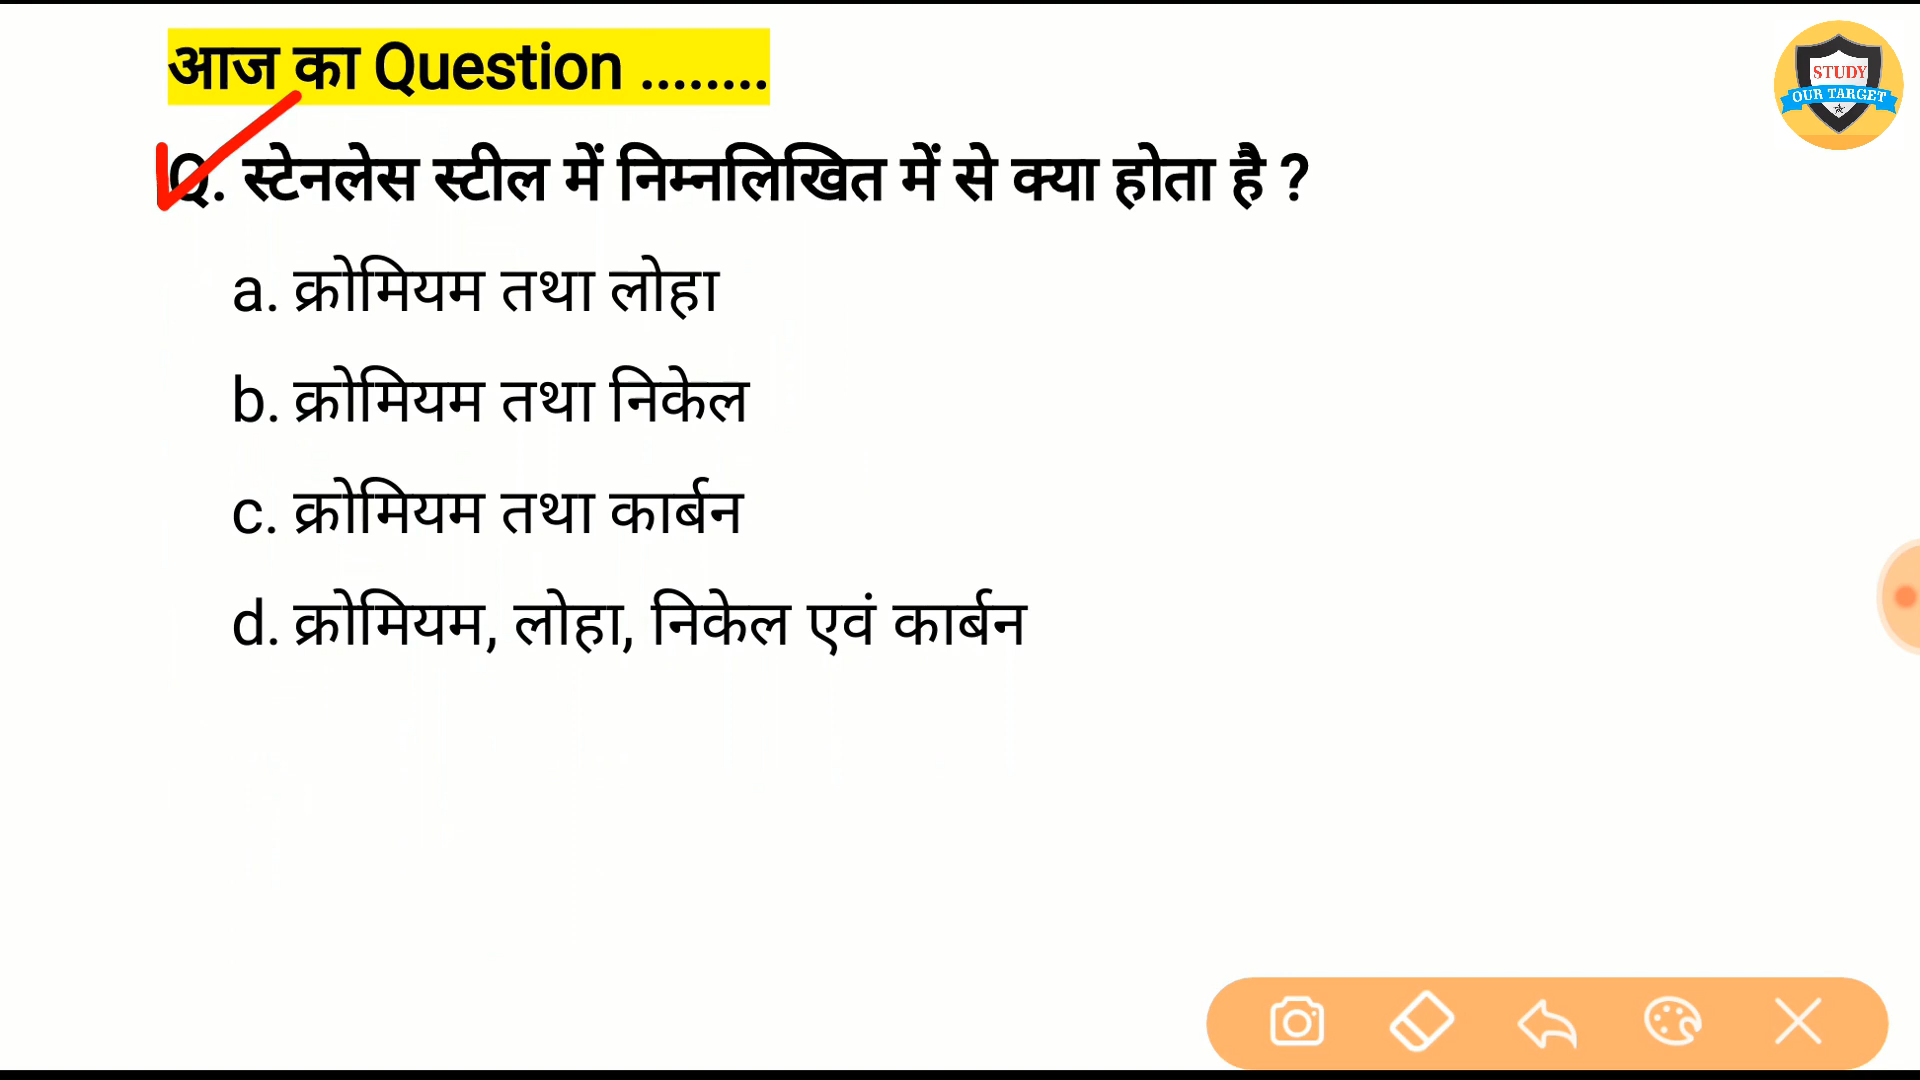 आज का Question ........
STUDY
OUR TARGET
Q. स्टेनलेस स्टील में निम्नलिखित में से क्या होता है ?
a. क्रोमियम तथा लोहा
b. क्रोमियम तथा निकेल
c. क्रोमियम तथा कार्बन
d. क्रोमियम, लोहा, निकेल एवं कार्बन